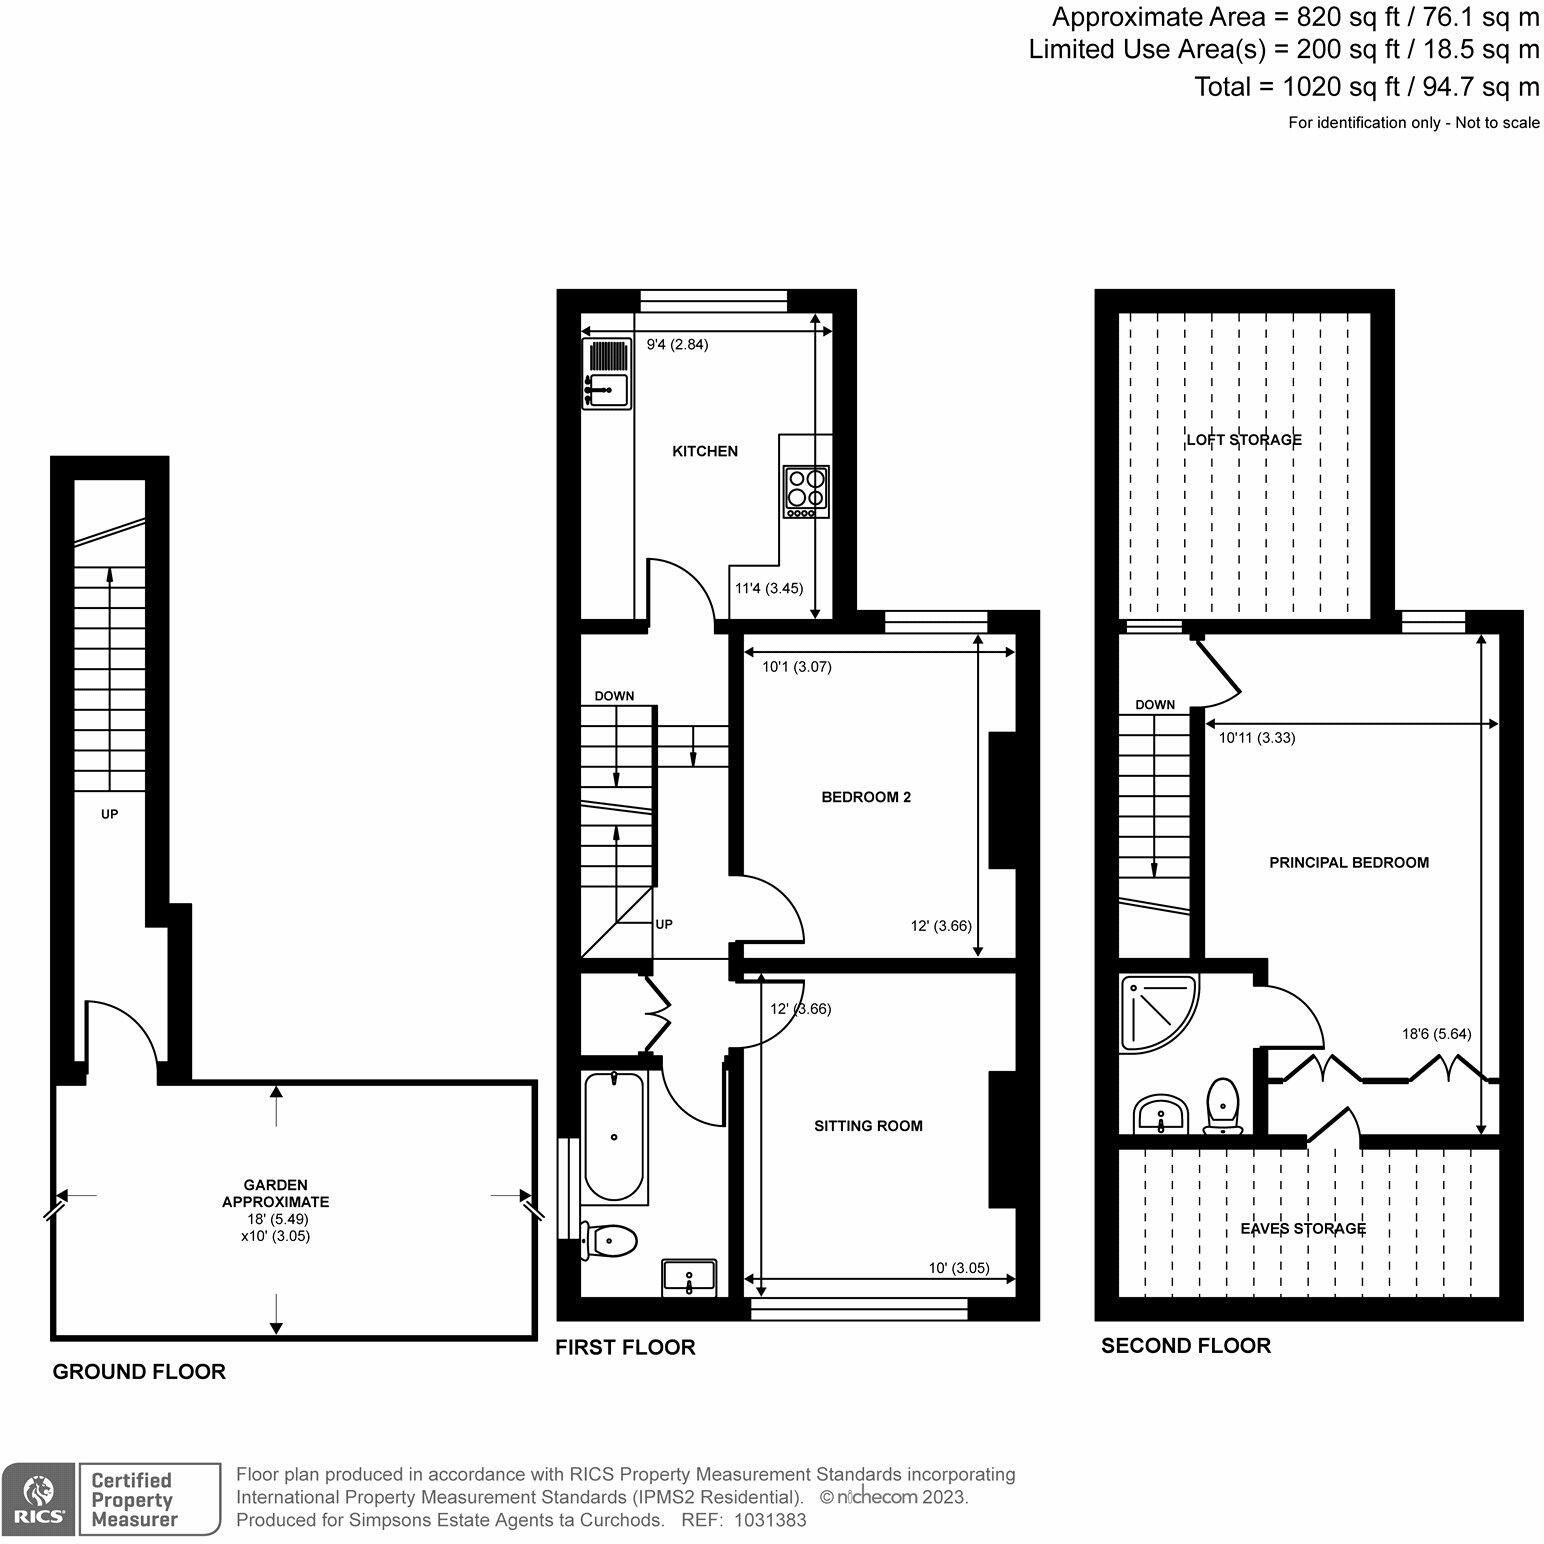 Approximate Area = 820 sq ft / 76.1 sq m
Limited Use Area(s) = 200 sq ft / 18.5 sq m
Total = 1020 sq ft / 94.7 sq m
For identification only - Not to scale
UP
GARDEN
APPROXIMATE
18' (5.49)
x10' (3.05)
GROUND FLOOR
9'4 (2.84)
KITCHEN
11'4 (3.45)
DOWN
10'1 (3.07)
BEDROOM 2
12' (3.66)
UP
12' (3.66)
SITTING ROOM
10' (3.05)
FIRST FLOOR
LOFT STORAGE
DOWN
10'11 (3.33)
PRINCIPAL BEDROOM
18'6 (5.64)
EAVES STORAGE
SECOND FLOOR
RICS
Certified
Property
Measurer
Floor plan produced in accordance with RICS Property Measurement Standards incorporating
International Property Measurement Standards (IPMS2 Residential). © nichecom 2023.
Produced for Simpsons Estate Agents ta Curchods. REF: 1031383